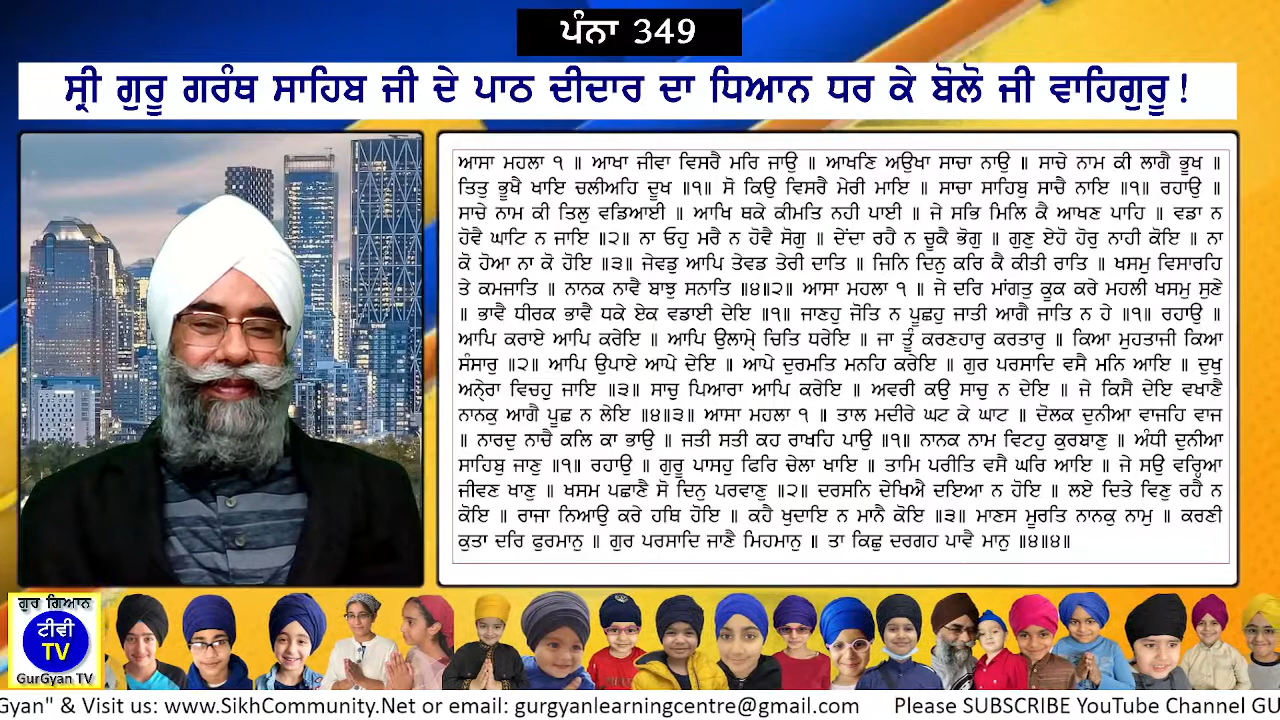 ਪੰਨਾ 349
ਸ੍ਰੀ ਗੁਰੂ ਗਰੰਥ ਸਾਹਿਬ ਜੀ ਦੇ ਪਾਠ ਦੀਦਾਰ ਦਾ ਧਿਆਨ ਧਰ ਕੇ ਬੋਲੋ ਜੀ ਵਾਹਿਗੁਰੂ!
ਆਸਾ ਮਹਲਾ ੧ ॥ ਆਖਾ ਜੀਵਾ ਵਿਸਰੈ ਮਰਿ ਜਾਉ ॥ ਆਖਣਿ ਅਉਖਾ ਸਾਚਾ ਨਾਉ ॥ ਸਾਚੇ ਨਾਮ ਕੀ ਲਾਗੈ ਭੂਖ ॥
ਤਿਤੁ ਭੂਖੈ ਖਾਇ ਚਲੀਅਹਿ ਦੂਖ ॥੧॥ ਸੋ ਕਿਉ ਵਿਸਰੈ ਮੇਰੀ ਮਾਇ ॥ ਸਾਚਾ ਸਾਹਿਬੁ ਸਾਚੈ ਨਾਇ ॥੧॥ ਰਹਾਉ ॥
ਸਾਚੇ ਨਾਮ ਕੀ ਤਿਲੁ ਵਡਿਆਈ ॥ ਆਖਿ ਥਕੇ ਕੀਮਤਿ ਨਹੀ ਪਾਈ ॥ ਜੇ ਸਭਿ ਮਿਲਿ ਕੈ ਆਖਣ ਪਾਹਿ ॥ ਵਡਾ ਨ
ਹੋਵੈ ਘਾਟਿ ਨ ਜਾਇ ॥੨॥ ਨਾ ਓਹੁ ਮਰੈ ਨ ਹੋਵੈ ਸੋਗੁ ॥ ਦੇਂਦਾ ਰਹੈ ਨ ਚੂਕੈ ਭੋਗੁ ॥ ਗੁਣੁ ਏਹੋ ਹੋਰੁ ਨਾਹੀ ਕੋਇ ॥ ਨਾ
ਕੋ ਹੋਆ ਨਾ ਕੋ ਹੋਇ ॥੩॥ ਜੇਵਡੁ ਆਪਿ ਤੇਵਡ ਤੇਰੀ ਦਾਤਿ ॥ ਜਿਨਿ ਦਿਨੁ ਕਰਿ ਕੈ ਕੀਤੀ ਰਾਤਿ ॥ ਖਸਮੁ ਵਿਸਾਰਹਿ
ਤੇ ਕਮਜਾਤਿ ॥ ਨਾਨਕ ਨਾਵੈ ਬਾਝੁ ਸਨਾਤਿ ॥੪॥੨॥ ਆਸਾ ਮਹਲਾ ੧ ॥ ਜੇ ਦਰਿ ਮਾਂਗਤੁ ਕੂਕ ਕਰੇ ਮਹਲੀ ਖਸਮੁ ਸੁਣੇ
॥ ਭਾਵੈ ਧੀਰਕ ਭਾਵੈ ਧਕੇ ਏਕ ਵਡਾਈ ਦੇਇ ॥੧॥ ਜਾਣਹੁ ਜੋਤਿ ਨ ਪੂਛਹੁ ਜਾਤੀ ਆਗੈ ਜਾਤਿ ਨ ਹੇ ॥੧॥ ਰਹਾਉ ॥
ਆਪਿ ਕਰਾਏ ਆਪਿ ਕਰੇਇ ॥ ਆਪਿ ਉਲਾਮ੍ਹੇ ਚਿਤਿ ਧਰੇਇ ॥ ਜਾ ਤੂੰ ਕਰਣਹਾਰੁ ਕਰਤਾਰੁ ॥ ਕਿਆ ਮੁਹਤਾਜੀ ਕਿਆ
ਸੰਸਾਰੁ ॥੨॥ ਆਪਿ ਉਪਾਏ ਆਪੇ ਦੇਇ ॥ ਆਪੇ ਦੁਰਮਤਿ ਮਨਹਿ ਕਰੇਇ ॥ ਗੁਰ ਪਰਸਾਦਿ ਵਸੈ ਮਨਿ ਆਇ ॥ ਦੁਖੁ
ਅਨ੍ਹੇਰਾ ਵਿਚਹੁ ਜਾਇ ॥੩॥ ਸਾਚੁ ਪਿਆਰਾ ਆਪਿ ਕਰੇਇ ॥ ਅਵਰੀ ਕਉ ਸਾਚੁ ਨ ਦੇਇ ॥ ਜੇ ਕਿਸੈ ਦੇਇ ਵਖਾਣੈ
ਨਾਨਕੁ ਆਗੈ ਪੂਛ ਨ ਲੇਇ ॥੪॥੩॥ ਆਸਾ ਮਹਲਾ ੧ ॥ ਤਾਲ ਮਦੀਰੇ ਘਟ ਕੇ ਘਾਟ ॥ ਦੋਲਕ ਦੁਨੀਆ ਵਾਜਹਿ ਵਾਜ
॥ ਨਾਰਦੁ ਨਾਚੈ ਕਲਿ ਕਾ ਭਾਉ ॥ ਜਤੀ ਸਤੀ ਕਹ ਰਾਖਹਿ ਪਾਉ ॥੧॥ ਨਾਨਕ ਨਾਮ ਵਿਟਹੁ ਕੁਰਬਾਣੁ ॥ ਅੰਧੀ ਦੁਨੀਆ
ਸਾਹਿਬੁ ਜਾਣੁ ॥੧॥ ਰਹਾਉ ॥ ਗੁਰੂ ਪਾਸਹੁ ਫਿਰਿ ਚੇਲਾ ਖਾਇ ॥ ਤਾਮਿ ਪਰੀਤਿ ਵਸੈ ਘਰਿ ਆਇ ॥ ਜੇ ਸਉ ਵਰ੍ਹਿਆ
ਜੀਵਣ ਖਾਣੁ ॥ ਖਸਮ ਪਛਾਣੈ ਸੋ ਦਿਨੁ ਪਰਵਾਣੁ ॥੨॥ ਦਰਸਨਿ ਦੇਖਿਐ ਦਇਆ ਨ ਹੋਇ ॥ ਲਏ ਦਿਤੇ ਵਿਣੁ ਰਹੈ ਨ
ਕੋਇ ॥ ਰਾਜਾ ਨਿਆਉ ਕਰੇ ਹਥਿ ਹੋਇ ॥ ਕਹੈ ਖੁਦਾਇ ਨ ਮਾਨੈ ਕੋਇ ॥੩॥ ਮਾਣਸ ਮੂਰਤਿ ਨਾਨਕੁ ਨਾਮੁ ॥ ਕਰਣੀ
ਕੁਤਾ ਦਰਿ ਫੁਰਮਾਨੁ ॥ ਗੁਰ ਪਰਸਾਦਿ ਜਾਣੈ ਮਿਹਮਾਨੁ ॥ ਤਾ ਕਿਛੁ ਦਰਗਹ ਪਾਵੈ ਮਾਨੁ ॥੪॥੪॥
ਗੁਰ ਗਿਆਨ
ਟੀਵੀ
TV
GurGyan TV
Gyan" & Visit us: www.SikhCommunity.Net or email: gurgyanlearningcentre@gmail.com Please SUBSCRIBE YouTube Channel GU